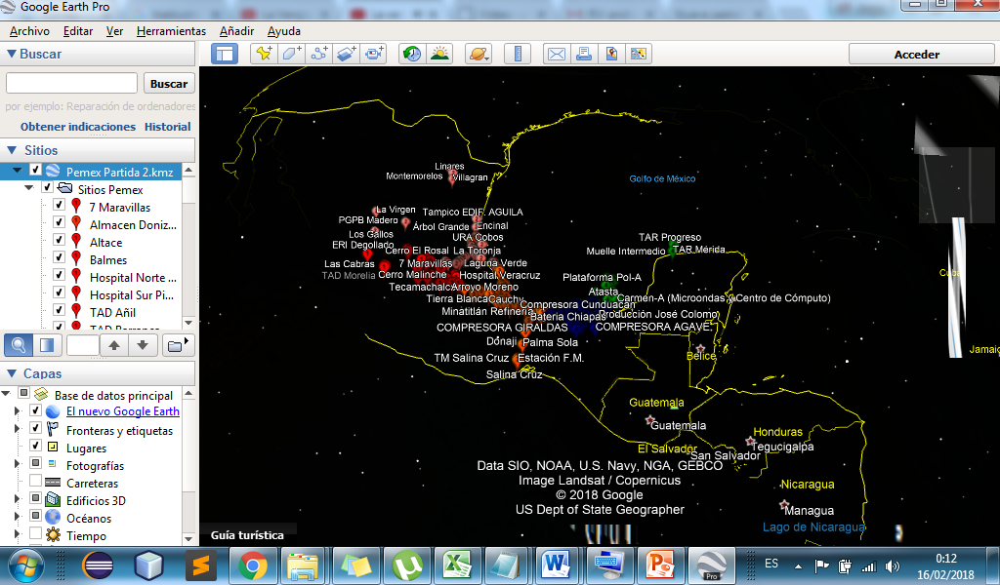 Google Earth Pro
Archivo Editar Ver Herramientas Añadir Ayuda
Buscar
Buscar
por ejemplo: Reparación de ordenadores
Obtener indicaciones Historial
Sitios
Pemex Partida 2.kmz
Sitios Pemex
7 Maravillas
Almacen Doniz...
Altace
Balmes
Hospital Norte ...
Hospital Sur Pi...
TAD Añil
Capas
Base de datos principal
El nuevo Google Earth
Fronteras y etiquetas
Lugares
Fotografías
Carreteras
Edificios 3D
Océanos
Tiempo
Acceder
Linares
Montemorelos Villagran
Golfo de México
La Virgen Tampico EDIF. AGUILA
PGPB Madero Árbol Grande Encinal
Los Gallos URA Cobos
ERI Degollado Cerro El Rosal La Toronja
TAR Progreso
Muelle Intermedio TAR Mérida
Las Cabras 7 Maravillas Laguna Verde
TAD Morelia Cerro Malinche Hospital Veracruz
Plataforma Pol-A
Cuba
Tecamachalco Arroyo Moreno
Atasta
Tierra Blanca Cauchy
Carmen-A (Microondas & Centro de Cómputo)
Compresora Cunduacán
Minatitlán Refinería
Bateria Chiapas Producción José Colomo
COMPRESORA GIRALDAS COMPRESORA AGAVE
Donaji Palma Sola
Jamaic
TM Salina Cruz Estación F.M.
Belice
Salina Cruz
Guatemala
Guatemala
Honduras
Tegucigalpa
El Salvador
San Salvador
Nicaragua
Managua
Lago de Nicaragua
Data SIO, NOAA, U.S. Navy, NGA, GEBCO
Image Landsat / Copernicus
© 2018 Google
US Dept of State Geographer
Guía turística
Pro
ES
0:12
16/02/2018